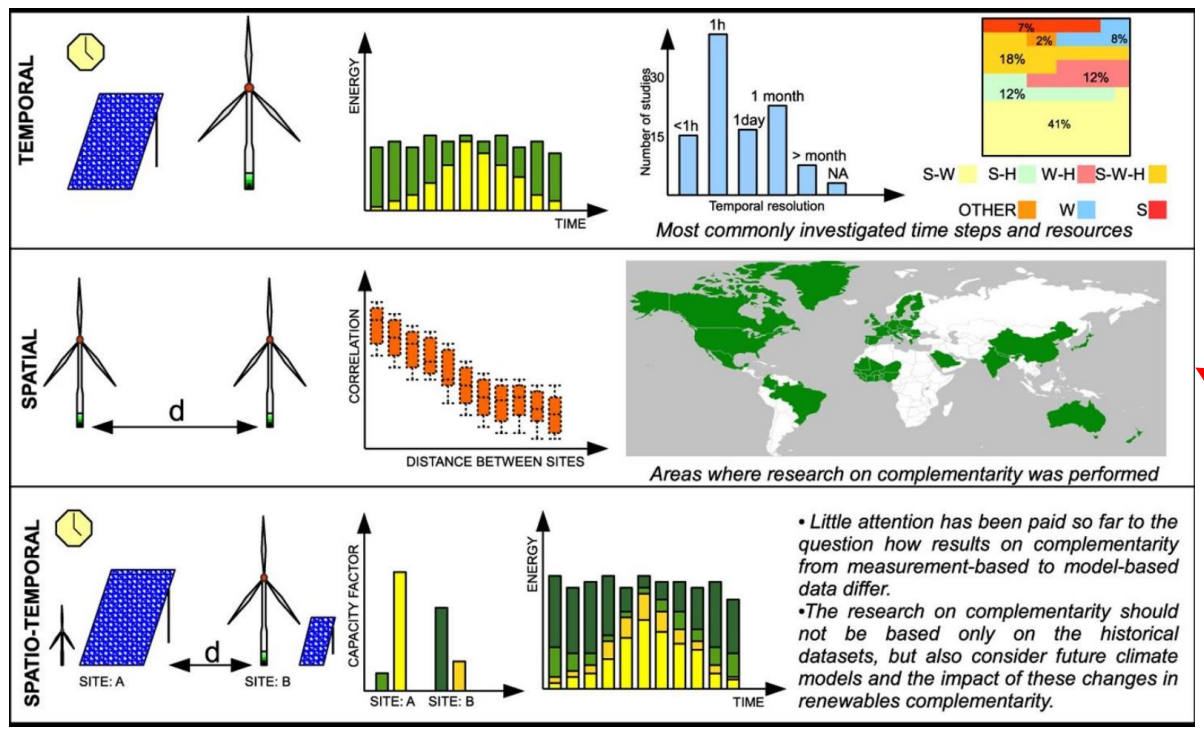 TEMPORAL
ENERGY
TIME
Number of studies
30
15
<1h
1h
1day
1 month
> month
NA
Temporal resolution
7%
2%
8%
18%
12%
12%
41%
S-W
S-H
W-H
S-W-H
OTHER
W
S
Most commonly investigated time steps and resources
SPATIAL
d
CORRELATION
DISTANCE BETWEEN SITES
Areas where research on complementarity was performed
SPATIO-TEMPORAL
d
SITE: A
SITE: B
CAPACITY FACTOR
SITE: A
SITE: B
ENERGY
TIME
• Little attention has been paid so far to the
question how results on complementarity
from measurement-based to model-based
data differ.
•The research on complementarity should
not be based only on the historical
datasets, but also consider future climate
models and the impact of these changes in
renewables complementarity.